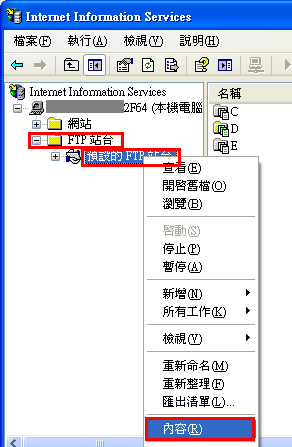 Internet Information Services
檔案(F) 執行(A) 檢視(V) 說明(H)
Internet Information Services
2F64 (本機電腦
網站
FTP 站台
預設的 FTP 站台
名稱
C
D
E
查看(E)
開啓舊檔(O)
瀏覽(B)
啓動(S)
停止(P)
暫停(A)
新增(N)
所有工作(K)
檢視(V)
重新命名(M)
重新整理(F)
匯出清單(L)...
內容(R)